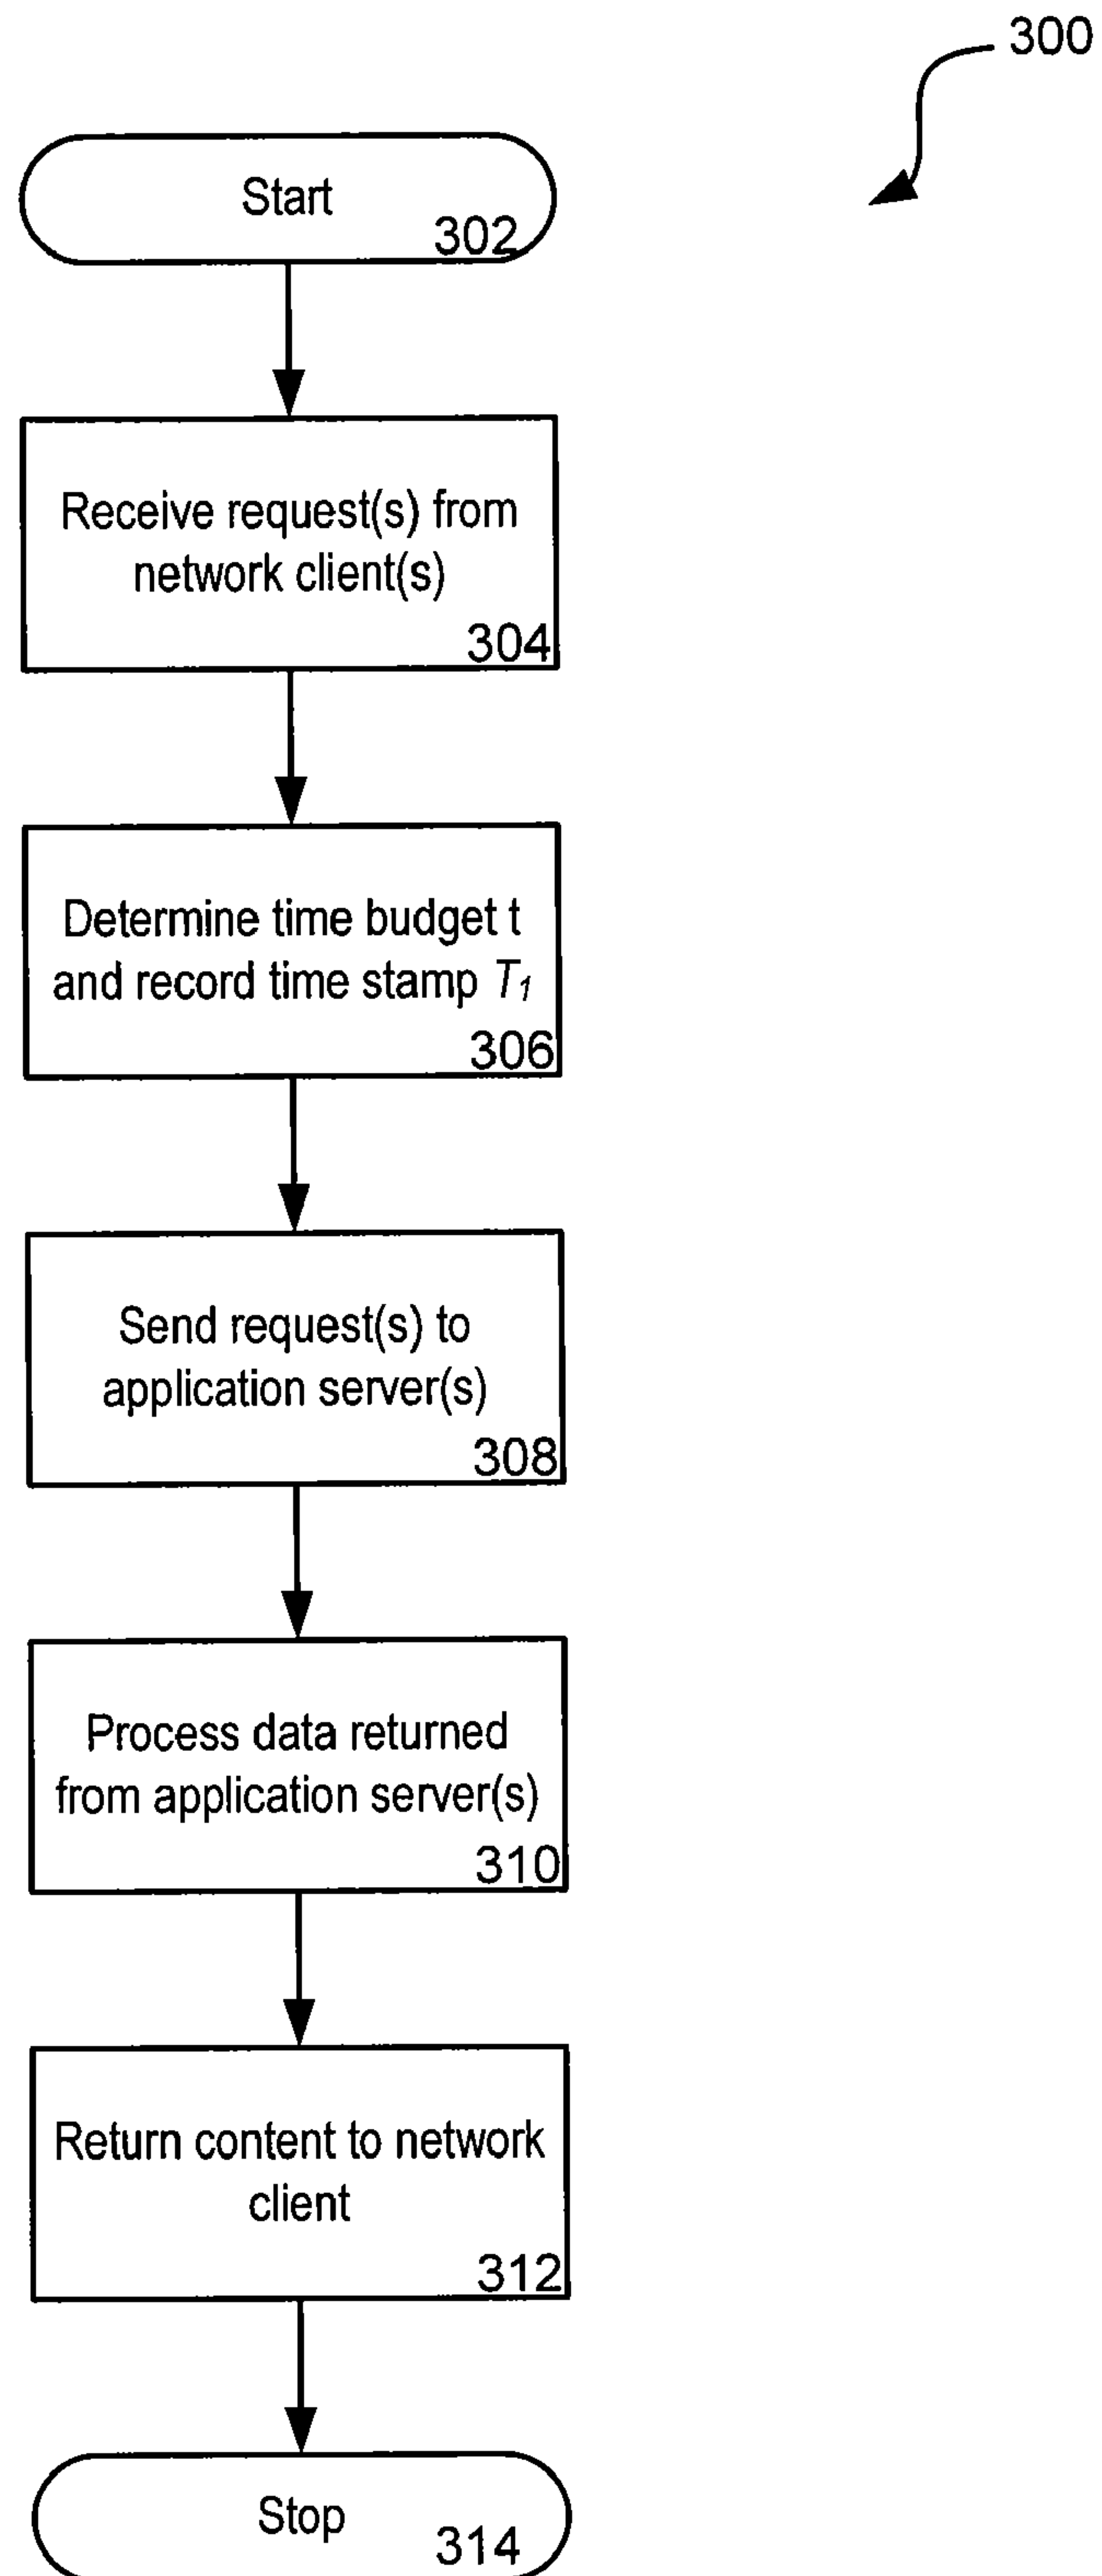 300
Start
302
Receive request(s) from
network client(s)
304
Determine time budget t
and record time stamp T₁
306
Send request(s) to
application server(s)
308
Process data returned
from application server(s)
310
Return content to network
client
312
Stop
314